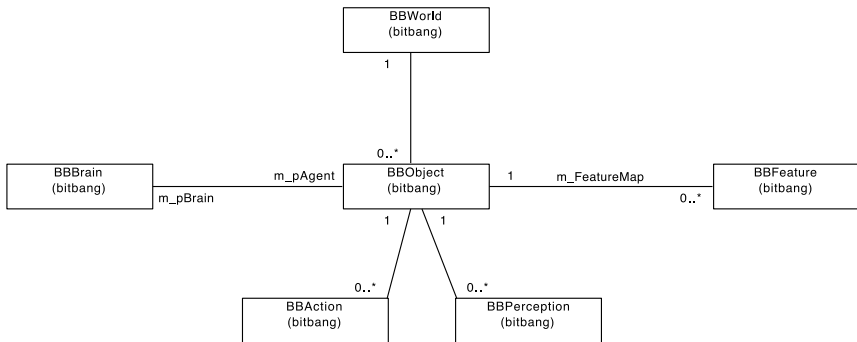 BBWorld
(bitbang)
1
0..*
BBBrain
(bitbang)
m_pBrain
m_pAgent
BBObject
(bitbang)
1
m_FeatureMap
0..*
BBFeature
(bitbang)
1
1
0..*
0..*
BBAction
(bitbang)
BBPerception
(bitbang)